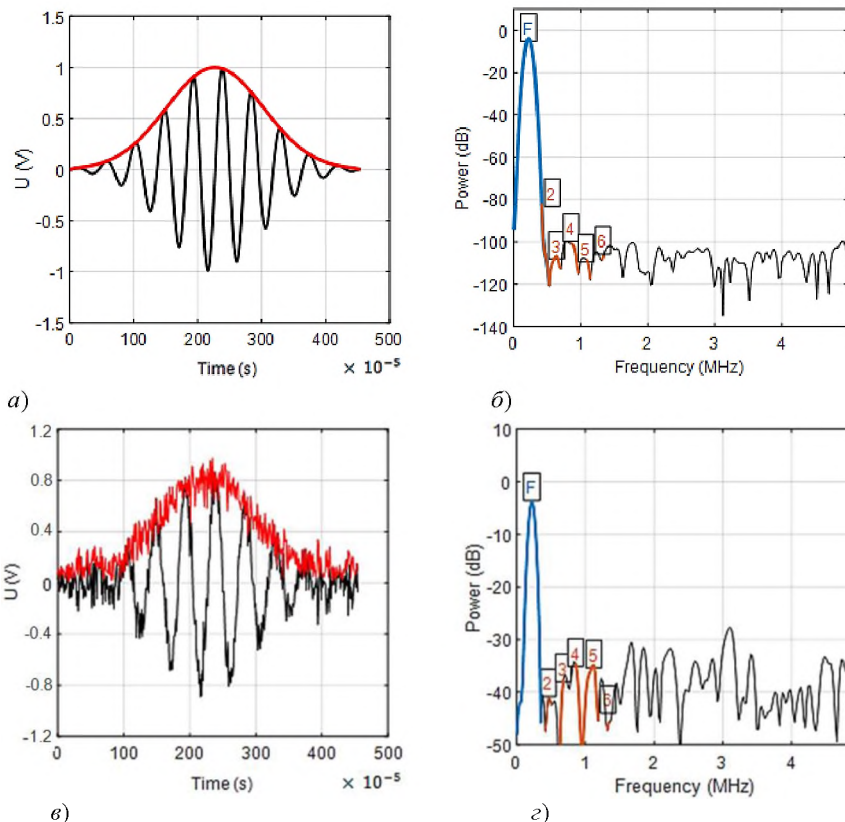 1.5
1
0.5
0
-0.5
-1
-1.5
U (V)
0 100 200 300 400 500
Time (s) × 10⁻⁵
а)
0
-20
-40
-60
-80
-100
-120
-140
Power (dB)
F
2
3
4
5
6
0 1 2 3 4
Frequency (MHz)
б)
1.2
0.8
0.4
0
-0.4
-0.8
-1.2
U (V)
0 100 200 300 400 500
Time (s) × 10⁻⁵
в)
10
0
-10
-20
-30
-40
-50
Power (dB)
F
2
3
4
5
6
0 1 2 3 4
Frequency (MHz)
г)